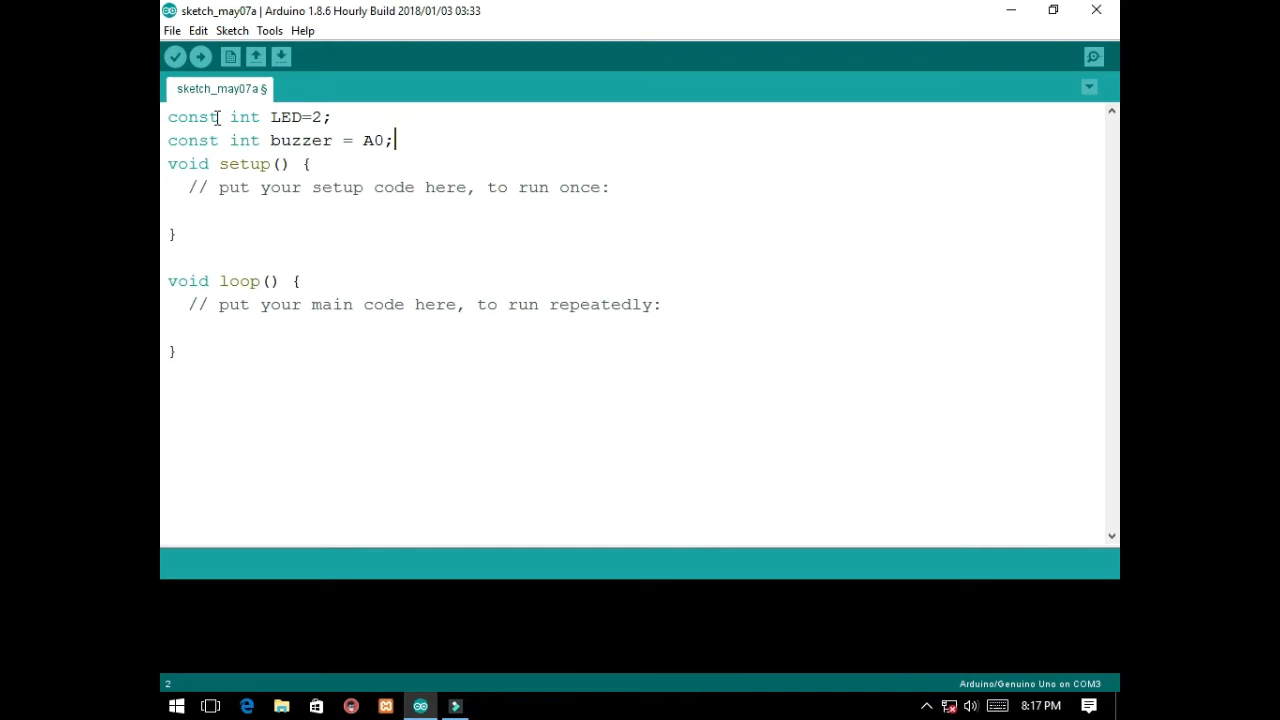 sketch_may07a | Arduino 1.8.6 Hourly Build 2018/01/03 03:33
File Edit Sketch Tools Help
sketch_may07a §
const int LED=2;
const int buzzer = A0;
void setup() {
// put your setup code here, to run once:
}
void loop() {
// put your main code here, to run repeatedly:
}
2
Arduino/Genuino Uno on COM3
8:17 PM